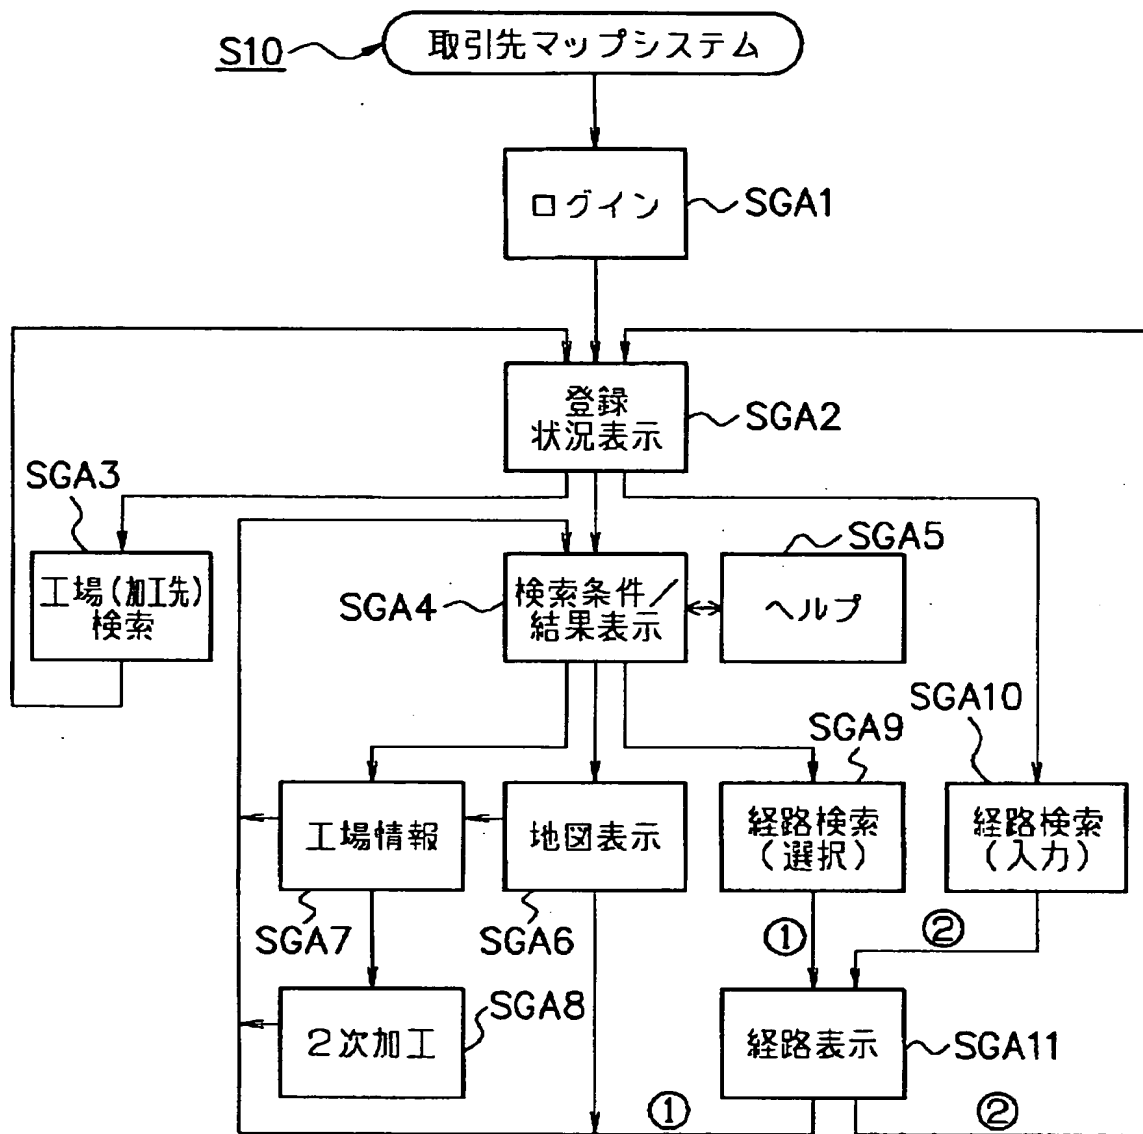 S10
取引先マップシステム
ログイン
SGA1
登録
状況表示
SGA2
SGA3
工場(加工先)
検索
SGA4
検索条件/
結果表示
SGA5
ヘルプ
SGA9
SGA10
工場情報
地図表示
経路検索
(選択)
経路検索
(入力)
SGA7
SGA6
①
②
2次加工
SGA8
経路表示
SGA11
①
②